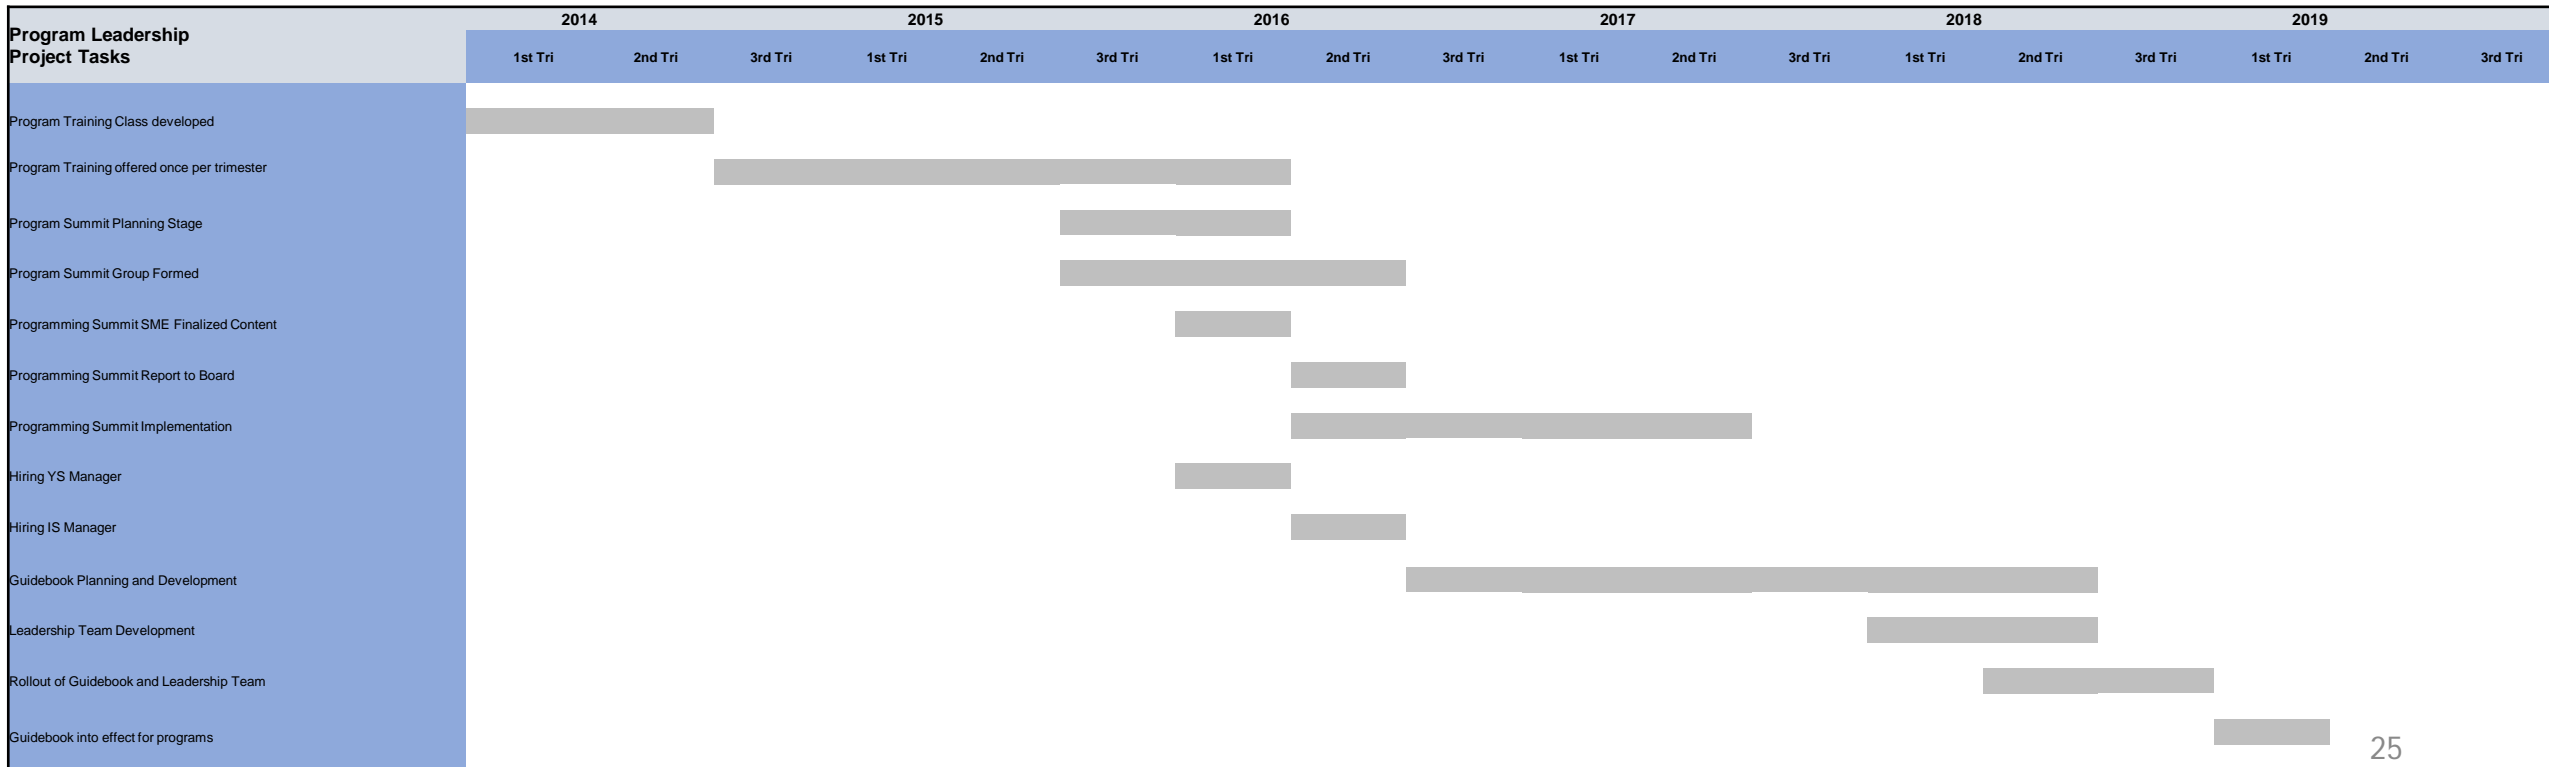 2014 2015 2016 2017 2018 2019
Program Leadership
Project Tasks
1st Tri 2nd Tri 3rd Tri 1st Tri 2nd Tri 3rd Tri 1st Tri 2nd Tri 3rd Tri 1st Tri 2nd Tri 3rd Tri 1st Tri 2nd Tri 3rd Tri 1st Tri 2nd Tri 3rd Tri
Program Training Class developed
Program Training offered once per trimester
Program Summit Planning Stage
Program Summit Group Formed
Programming Summit SME Finalized Content
Programming Summit Report to Board
Programming Summit Implementation
Hiring YS Manager
Hiring IS Manager
Guidebook Planning and Development
Leadership Team Development
Rollout of Guidebook and Leadership Team
Guidebook into effect for programs
25